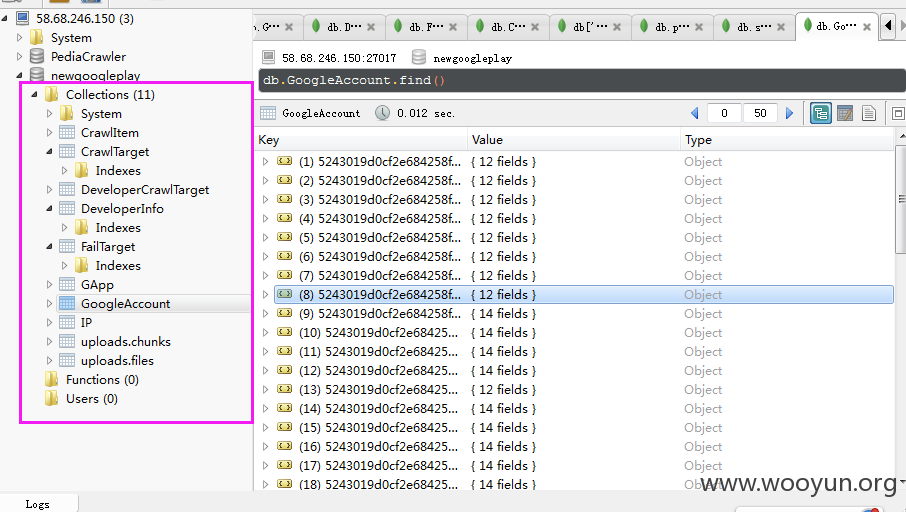 58.68.246.150 (3)
System
PediaCrawler
newgoogleplay
Collections (11)
System
CrawlItem
CrawlTarget
Indexes
DeveloperCrawlTarget
DeveloperInfo
Indexes
FailTarget
Indexes
GApp
GoogleAccount
IP
uploads.chunks
uploads.files
Functions (0)
Users (0)
Logs
. G···
db. D···
db. F···
db. C···
db['···
db. p···
db. s···
db. Go···
58.68.246.150:27017 newgoogleplay
db.GoogleAccount.find()
GoogleAccount 0.012 sec. 0 50
Key Value Type
(1) 5243019d0cf2e684258f... { 12 fields } Object
(2) 5243019d0cf2e684258f... { 12 fields } Object
(3) 5243019d0cf2e684258f... { 12 fields } Object
(4) 5243019d0cf2e684258f... { 12 fields } Object
(5) 5243019d0cf2e684258f... { 12 fields } Object
(6) 5243019d0cf2e684258f... { 12 fields } Object
(7) 5243019d0cf2e684258f... { 12 fields } Object
(8) 5243019d0cf2e684258f... { 12 fields } Object
(9) 5243019d0cf2e684258f... { 14 fields } Object
(10) 5243019d0cf2e68425... { 14 fields } Object
(11) 5243019d0cf2e68425... { 14 fields } Object
(12) 5243019d0cf2e68425... { 14 fields } Object
(13) 5243019d0cf2e68425... { 12 fields } Object
(14) 5243019d0cf2e68425... { 14 fields } Object
(15) 5243019d0cf2e68425... { 14 fields } Object
(16) 5243019d0cf2e68425... { 14 fields } Object
(17) 5243019d0cf2e68425... { 14 fields } Object
(18) 5243019d0cf2e68425... { 14 fields } Object
www.wooyun.org